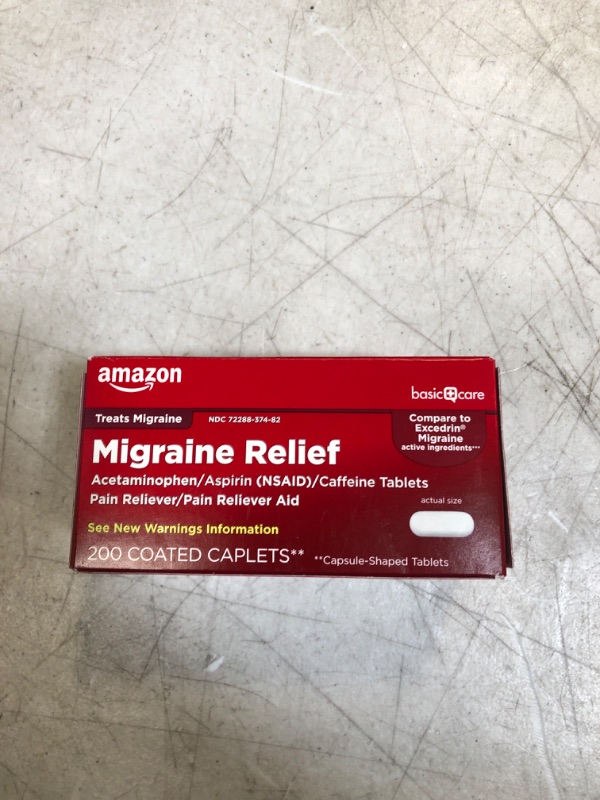 amazon
basic care
Treats Migraine
NDC 72288-374-82
Compare to
Excedrin®
Migraine
active ingredients***
Migraine Relief
Acetaminophen/Aspirin (NSAID)/Caffeine Tablets
Pain Reliever/Pain Reliever Aid
actual size
See New Warnings Information
200 COATED CAPLETS**
**Capsule-Shaped Tablets